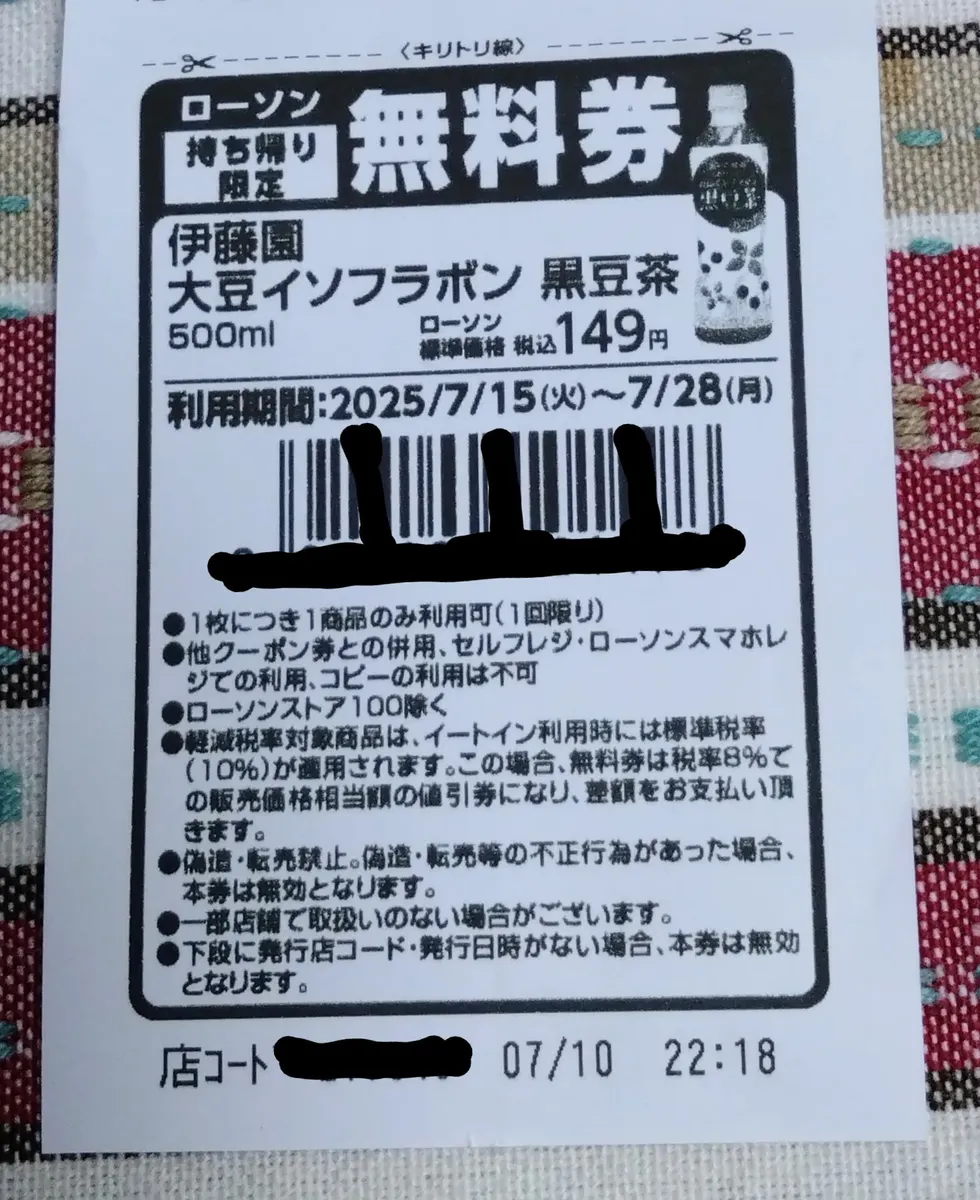 〈キリトリ線〉
ローソン
持ち帰り
限定
無料券
伊藤園
大豆イソフラボン 黒豆茶
500ml
ローソン
標準価格 税込149円
利用期間:2025/7/15(火)〜7/28(月)
●1枚につき1商品のみ利用可(1回限り)
●他クーポン券との併用、セルフレジ・ローソンスマホレ
ジでの利用、コピーの利用は不可
●ローソンストア100除く
●軽減税率対象商品は、イートイン利用時には標準税率
(10%)が適用されます。この場合、無料券は税率8%で
の販売価格相当額の値引券になり、差額をお支払い頂
きます。
●偽造・転売禁止。偽造・転売等の不正行為があった場合、
本券は無効となります。
●一部店舗で取扱いのない場合がございます。
●下段に発行店コード・発行日時がない場合、本券は無効
となります。
店コード 07/10 22:18